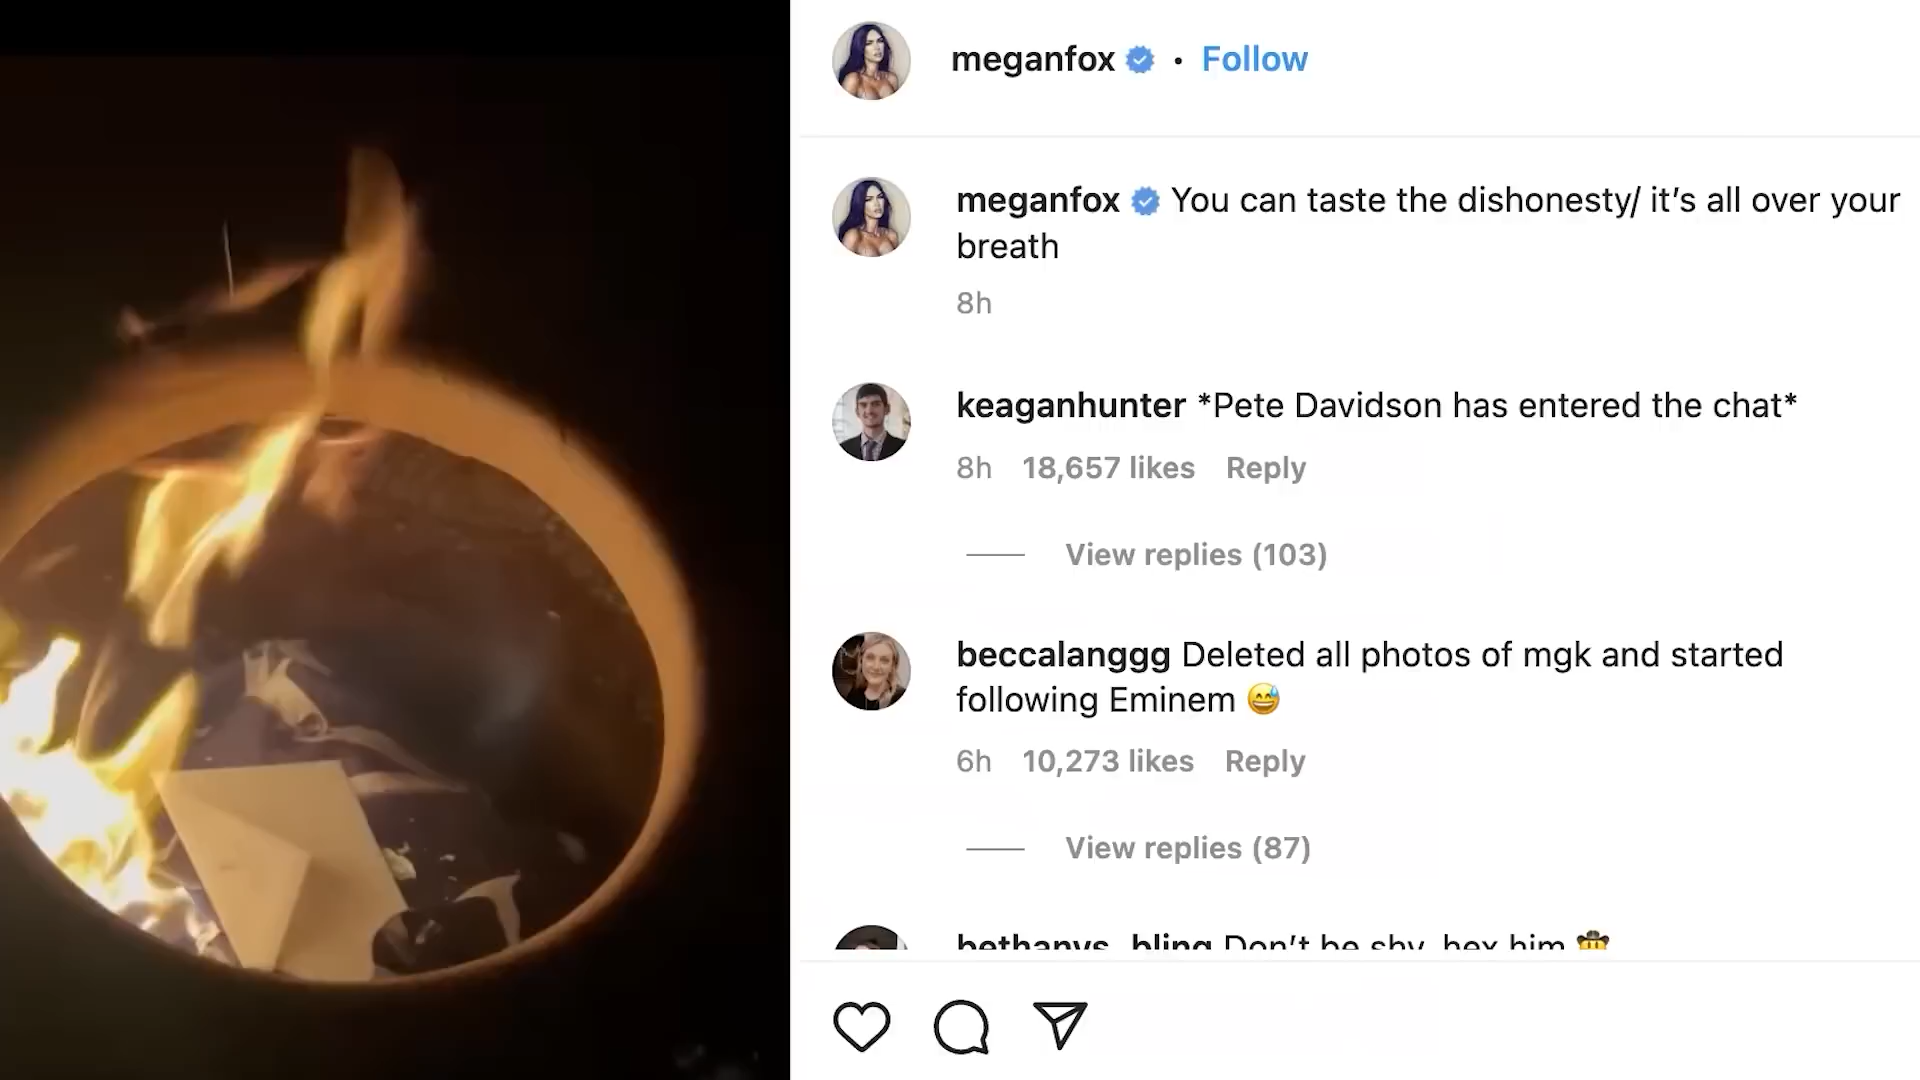 meganfox • Follow
meganfox You can taste the dishonesty/ it’s all over your
breath
8h
keaganhunter *Pete Davidson has entered the chat*
8h 18,657 likes Reply
View replies (103)
beccalanggg Deleted all photos of mgk and started
following Eminem 😅
6h 10,273 likes Reply
View replies (87)
bethanys_bling Don’t be shy, hex him 🤠